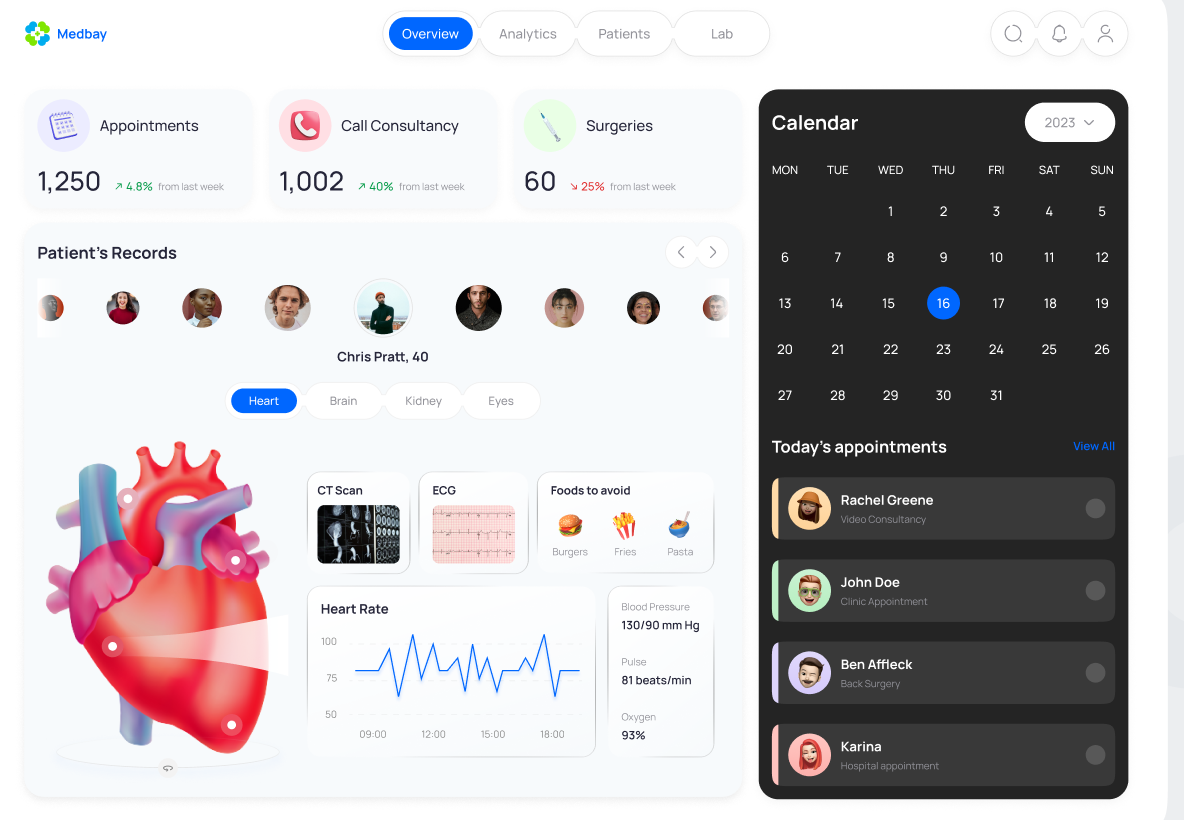 Medbay
Overview
Analytics
Patients
Lab
Appointments
1,250
4.8% from last week
Call Consultancy
1,002
40% from last week
Surgeries
60
25% from last week
Patient's Records
Chris Pratt, 40
Heart
Brain
Kidney
Eyes
CT Scan
ECG
Foods to avoid
Burgers
Fries
Pasta
Heart Rate
100
75
50
09:00 12:00 15:00 18:00
Blood Pressure
130/90 mm Hg
Pulse
81 beats/min
Oxygen
93%
Calendar
2023
MON TUE WED THU FRI SAT SUN
1 2 3 4 5
6 7 8 9 10 11 12
13 14 15 16 17 18 19
20 21 22 23 24 25 26
27 28 29 30 31
Today's appointments
View All
Rachel Greene
Video Consultancy
John Doe
Clinic Appointment
Ben Affleck
Back Surgery
Karina
Hospital appointment